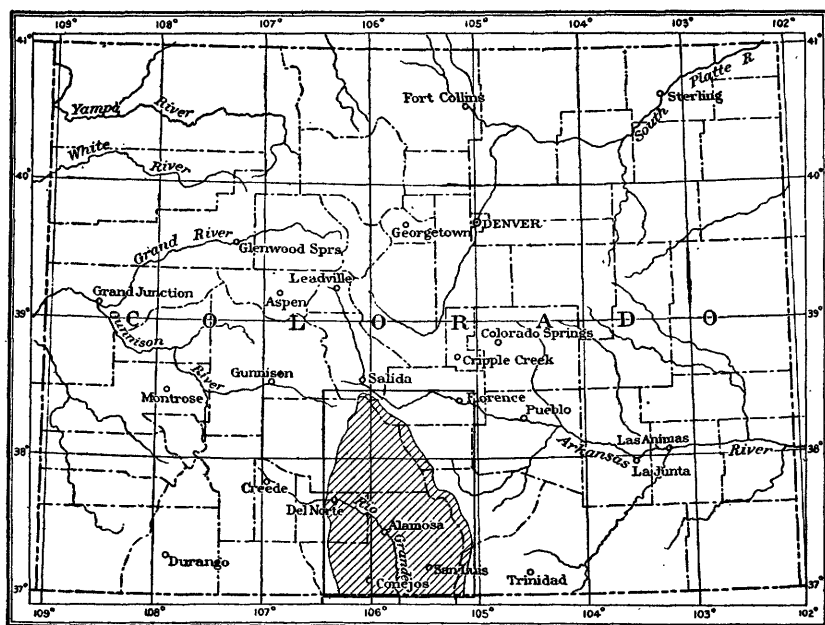 109° 108° 107° 106° 105° 104° 103° 102°
41° 41°
Fort Collins
South Platte R
Sterling
Yampa River
White River
40° 40°
Grand River
Glenwood Sprs.
Georgetown
DENVER
Leadville
Grand Junction
Aspen
39° COLORADO 39°
Gunnison River
Colorado Springs
Cripple Creek
Gunnison
Salida
Montrose
Florence
Pueblo
Las Animas
38° 38°
Arkansas River
La Junta
Creede
Del Norte
Rio Grande
Alamosa
Durango
San Luis
Conejos
Trinidad
37° 37°
109° 108° 107° 106° 105° 104° 103° 102°